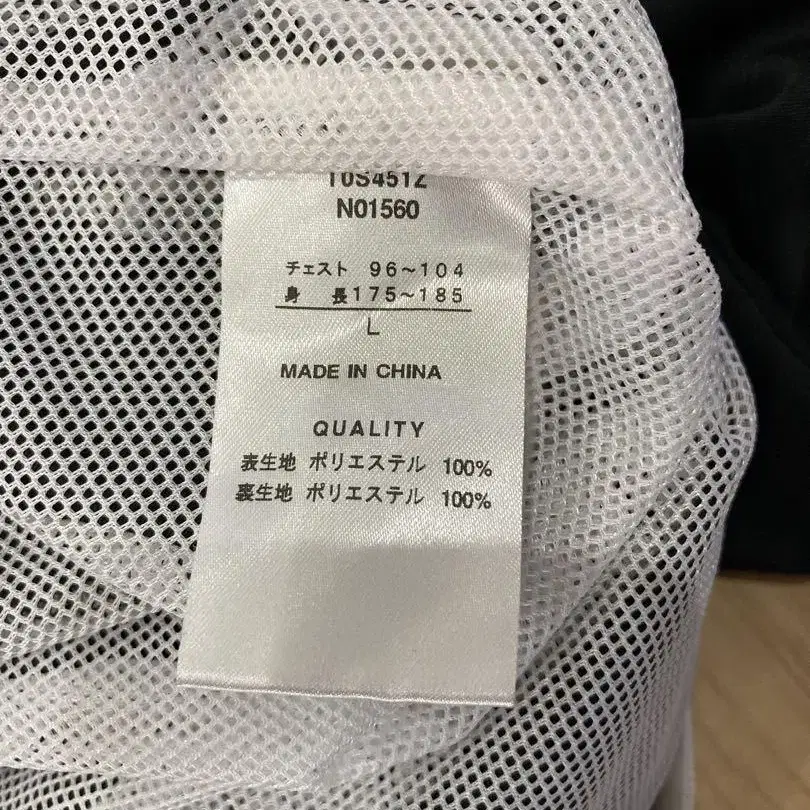 T0S451Z
N01560
チェスト 96~104
身 長175~185
L
MADE IN CHINA
QUALITY
表生地 ポリエステル 100%
裏生地 ポリエステル 100%